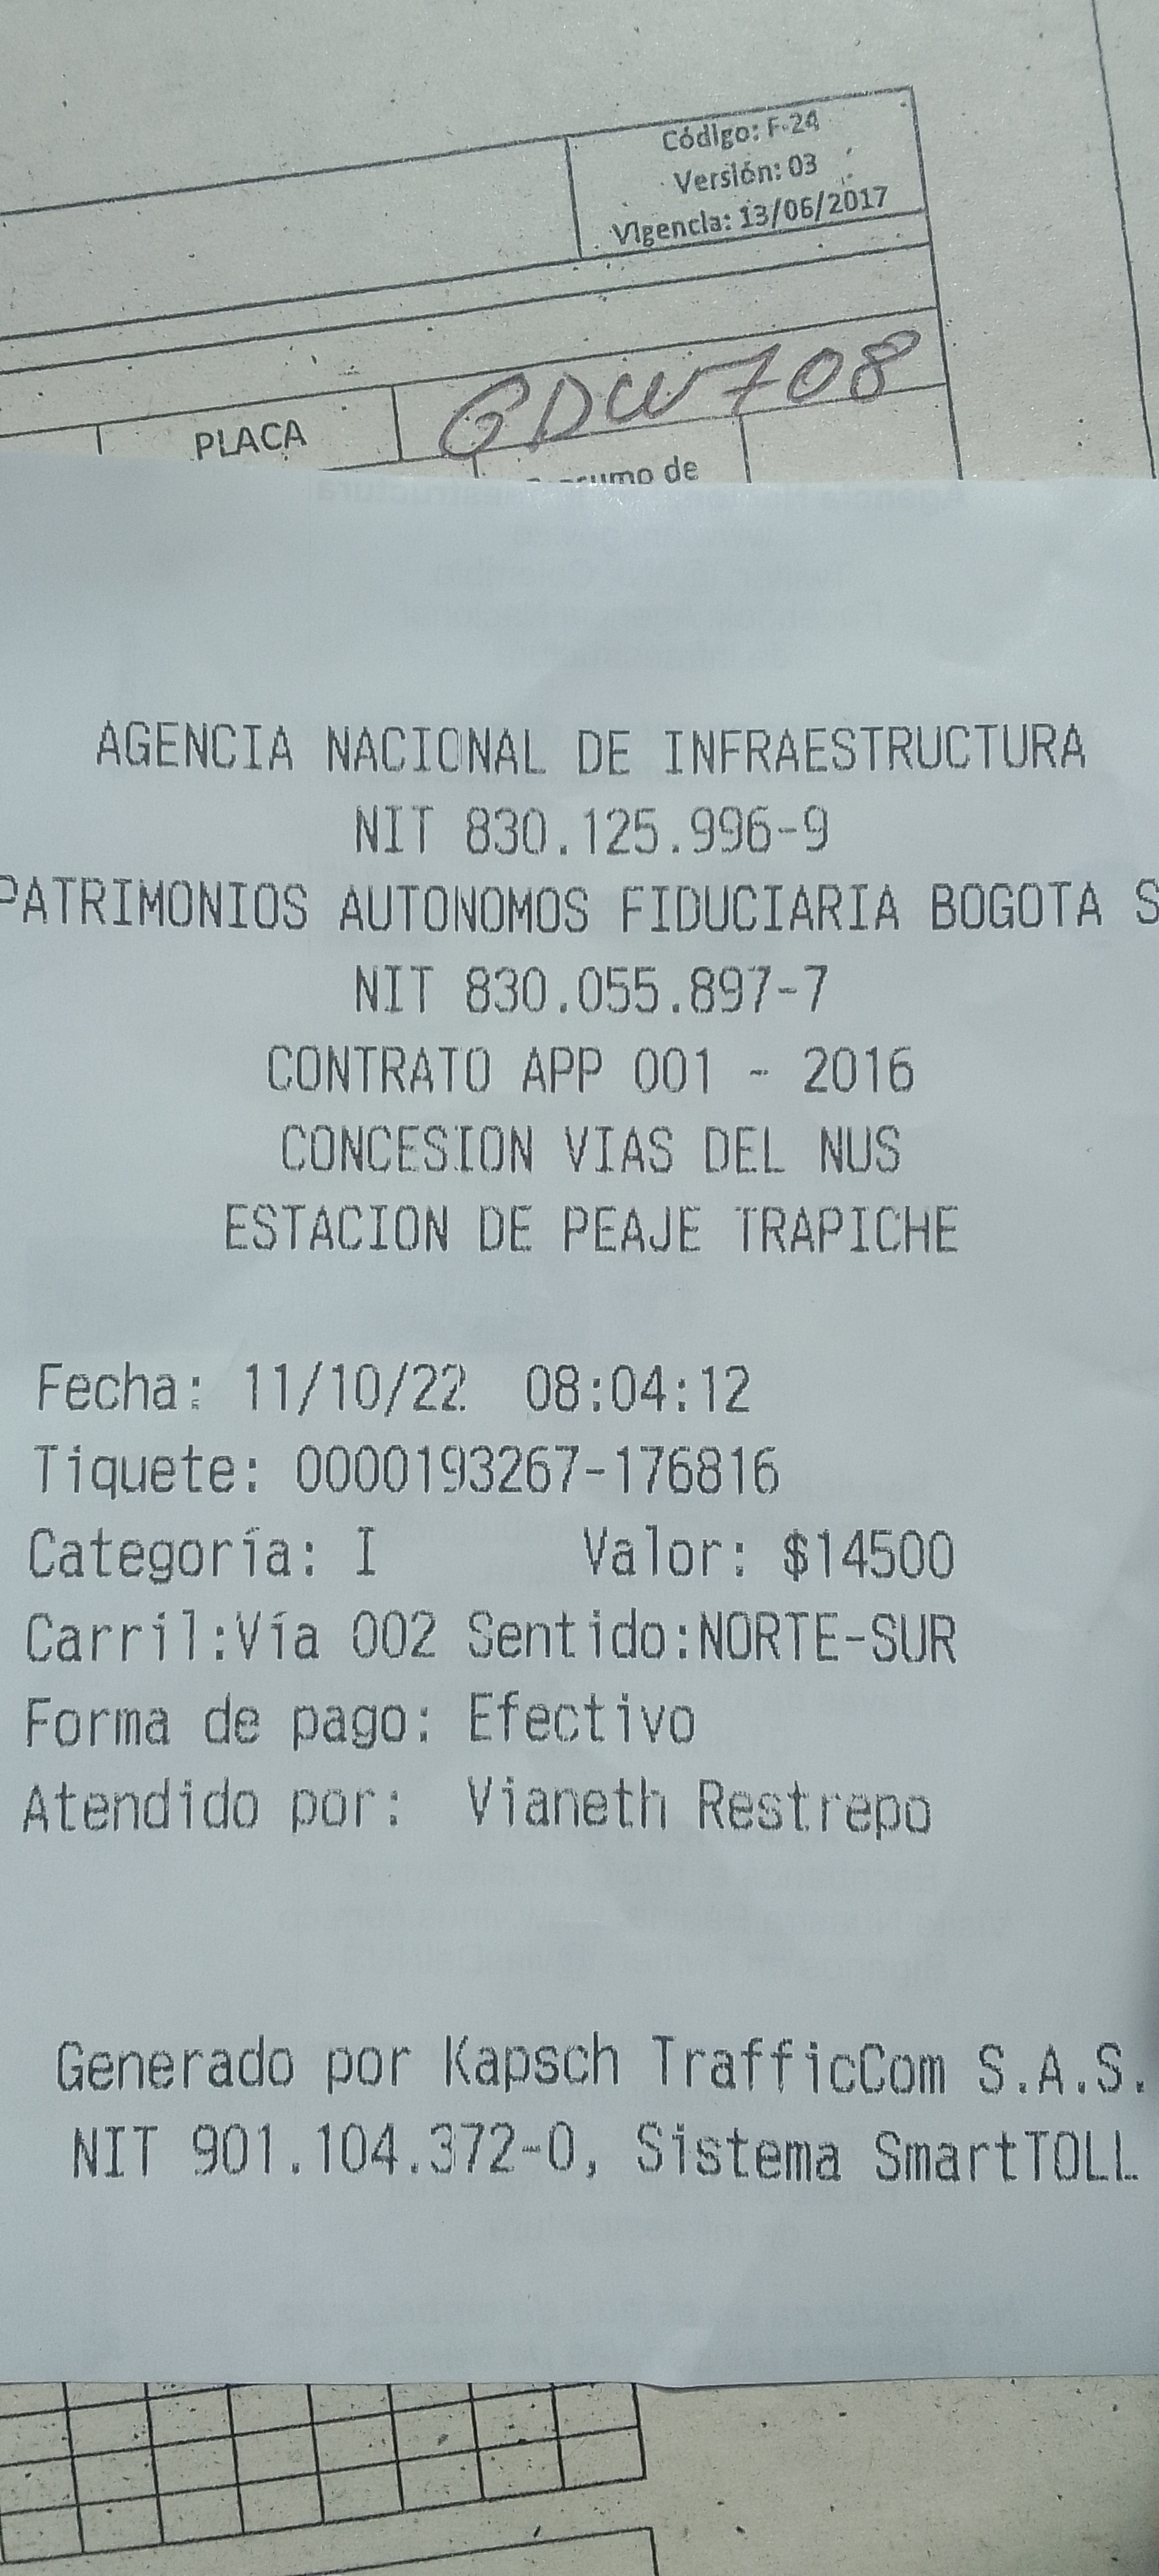 Código: F-24
Versión: 03
Vigencia: 13/06/2017
PLACA GDW708
sumo de
AGENCIA NACIONAL DE INFRAESTRUCTURA
NIT 830.125.996-9
PATRIMONIOS AUTONOMOS FIDUCIARIA BOGOTA S
NIT 830.055.897-7
CONTRATO APP 001 - 2016
CONCESION VIAS DEL NUS
ESTACION DE PEAJE TRAPICHE
Fecha: 11/10/22 08:04:12
Tiquete: 0000193267-176816
Categoría: I Valor: $14500
Carril:Vía 002 Sentido:NORTE-SUR
Forma de pago: Efectivo
Atendido por: Vianeth Restrepo
Generado por Kapsch TrafficCom S.A.S.
NIT 901.104.372-0, Sistema SmartTOLL